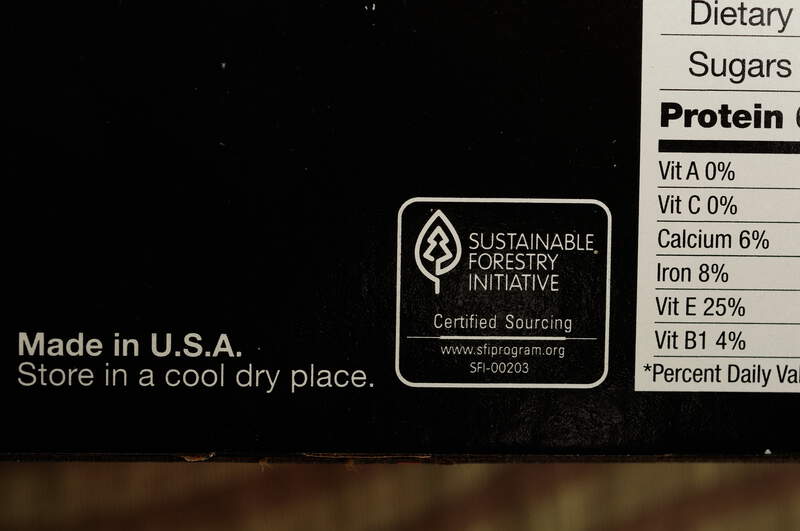 Dietary
Sugars
Protein
Vit A 0%
Vit C 0%
Calcium 6%
Iron 8%
Vit E 25%
Vit B1 4%
*Percent Daily
SUSTAINABLE
FORESTRY
INITIATIVE
Certified Sourcing
www.sfiprogram.org
SFI-00203
Made in U.S.A.
Store in a cool dry place.